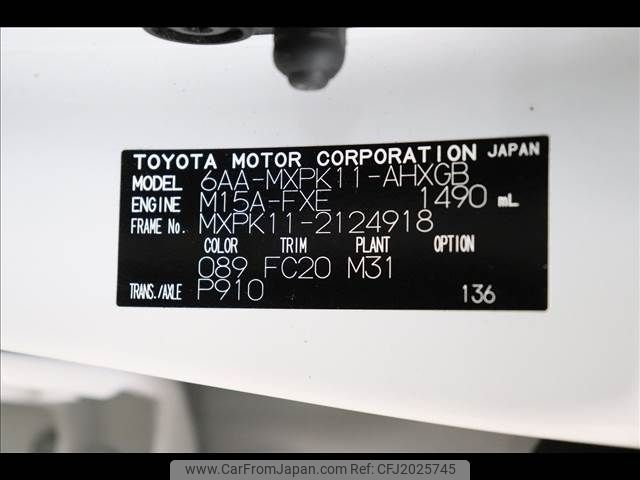 TOYOTA MOTOR CORPORATION JAPAN
MODEL 6AA-MXPK11-AHXGB
ENGINE M15A-FXE 1490 mL
FRAME No. MXPK11-2124918
COLOR TRIM PLANT OPTION
089 FC20 M31
TRANS./AXLE P910 136
www.CarFromJapan.com | Ref No. CFJ2025745